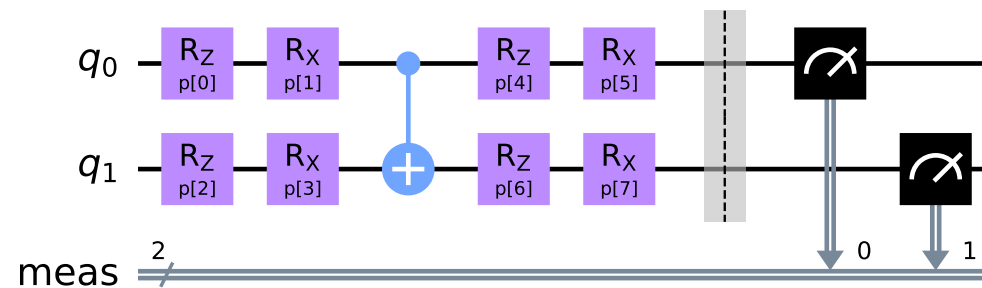 q0 RZ p[0] RX p[1] RZ p[4] RX p[5]
q1 RZ p[2] RX p[3] RZ p[6] RX p[7]
meas 2 0 1